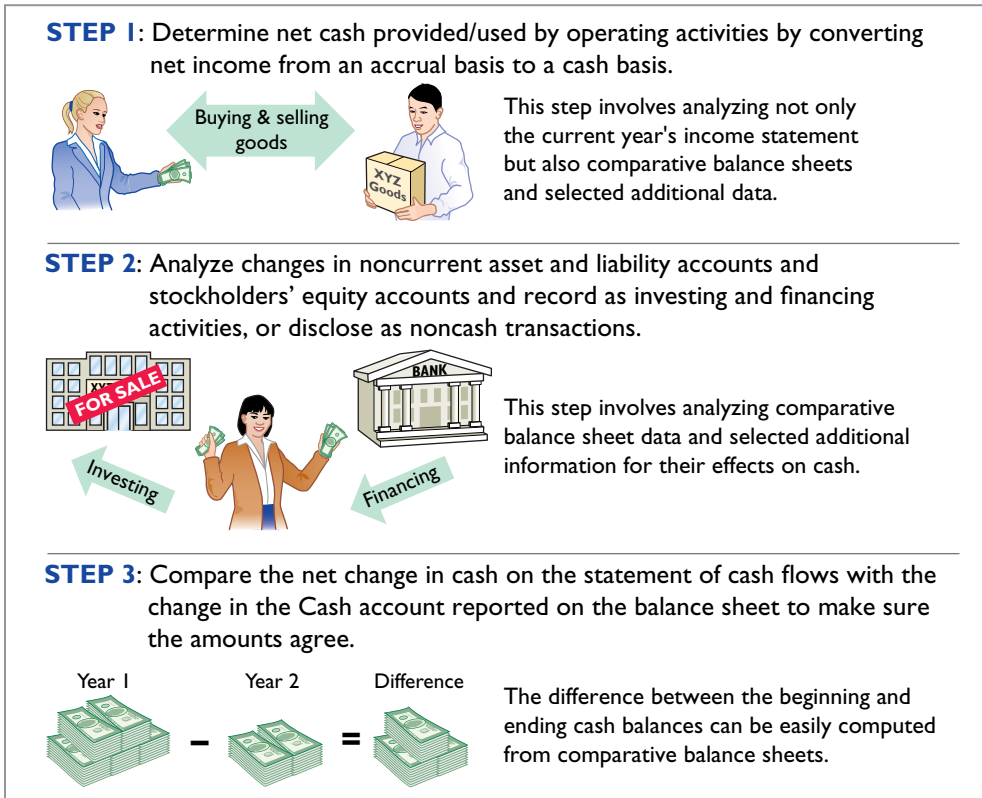 STEP 1: Determine net cash provided/used by operating activities by converting
net income from an accrual basis to a cash basis.
Buying & selling
goods
XYZ
Goods
This step involves analyzing not only
the current year's income statement
but also comparative balance sheets
and selected additional data.
STEP 2: Analyze changes in noncurrent asset and liability accounts and
stockholders’ equity accounts and record as investing and financing
activities, or disclose as noncash transactions.
XY
FOR SALE
BANK
Investing
Financing
This step involves analyzing comparative
balance sheet data and selected additional
information for their effects on cash.
STEP 3: Compare the net change in cash on the statement of cash flows with the
change in the Cash account reported on the balance sheet to make sure
the amounts agree.
Year 1 Year 2 Difference
– =
The difference between the beginning and
ending cash balances can be easily computed
from comparative balance sheets.